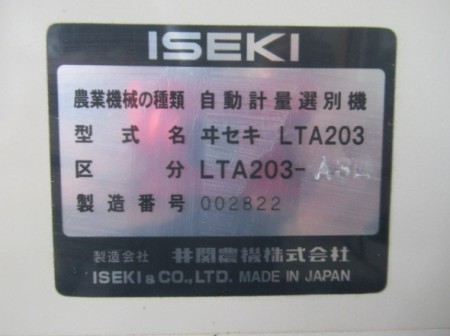 ISEKI
農業機械の種類 自動計量選別機
型式名 ヰセキ LTA203
区分 LTA203-
製造番号 002822
製造会社 井関農機株式会社
ISEKI & CO., LTD. MADE IN JAPAN